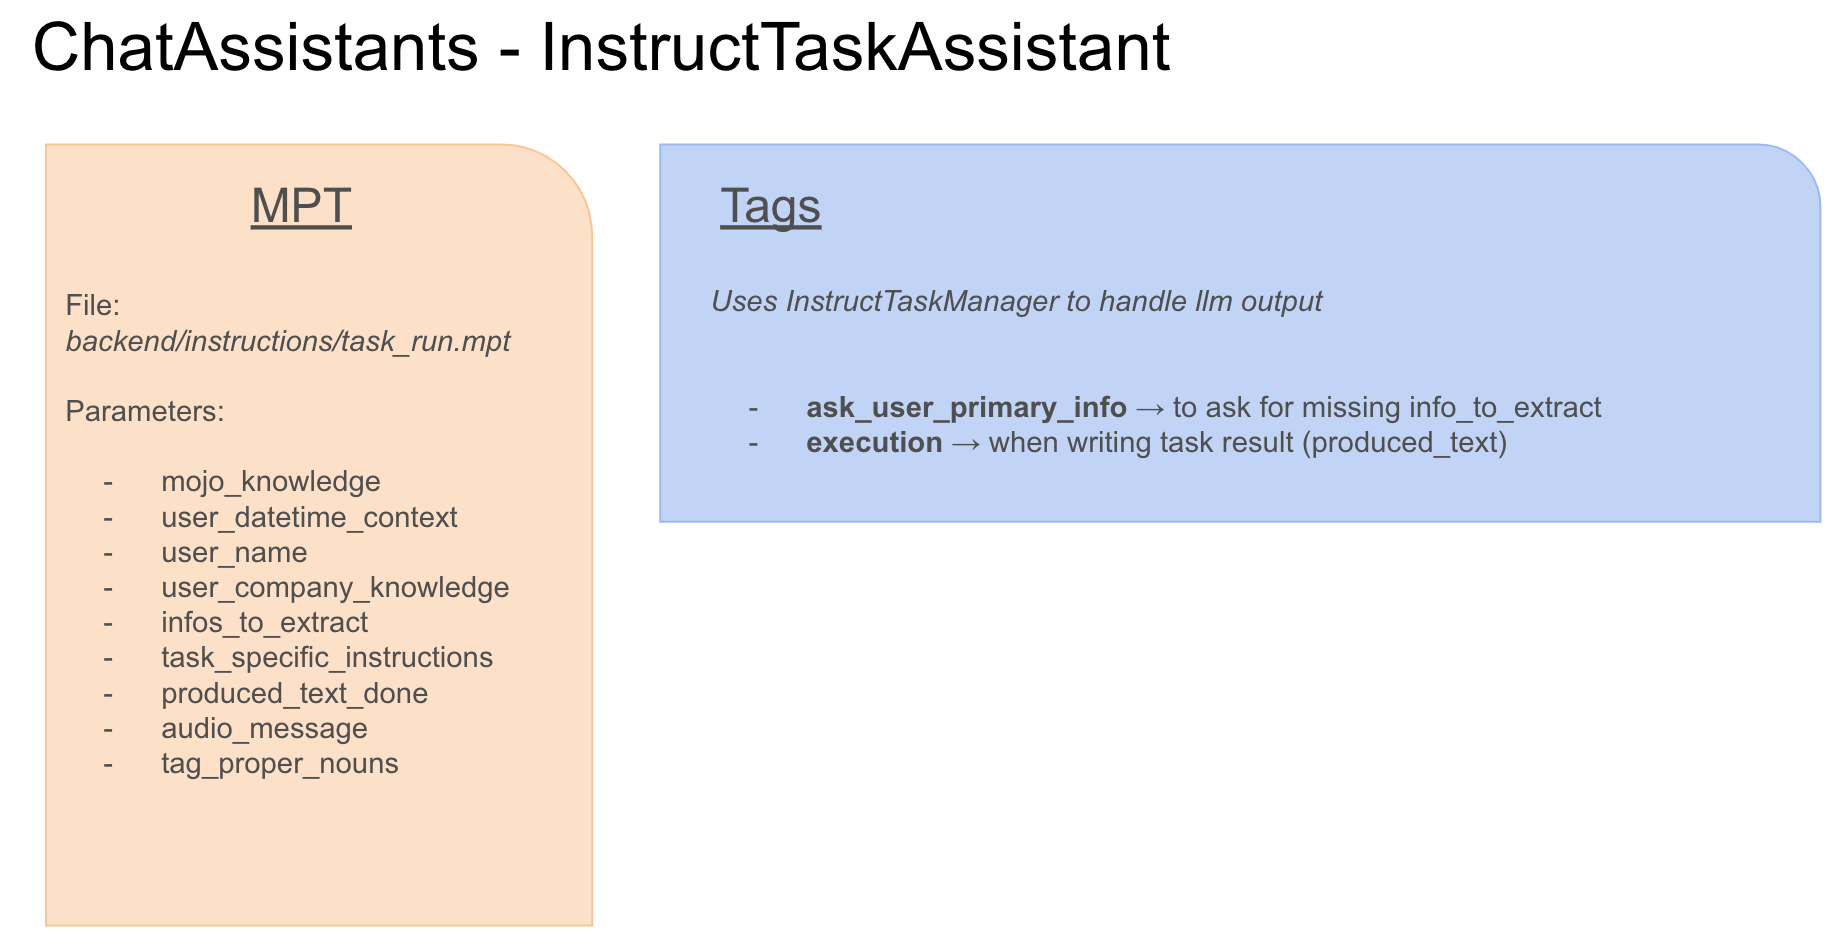 ChatAssistants - InstructTaskAssistant
MPT
File:
backend/instructions/task_run.mpt
Parameters:
- mojo_knowledge
- user_datetime_context
- user_name
- user_company_knowledge
- infos_to_extract
- task_specific_instructions
- produced_text_done
- audio_message
- tag_proper_nouns
Tags
Uses InstructTaskManager to handle llm output
- ask_user_primary_info → to ask for missing info_to_extract
- execution → when writing task result (produced_text)